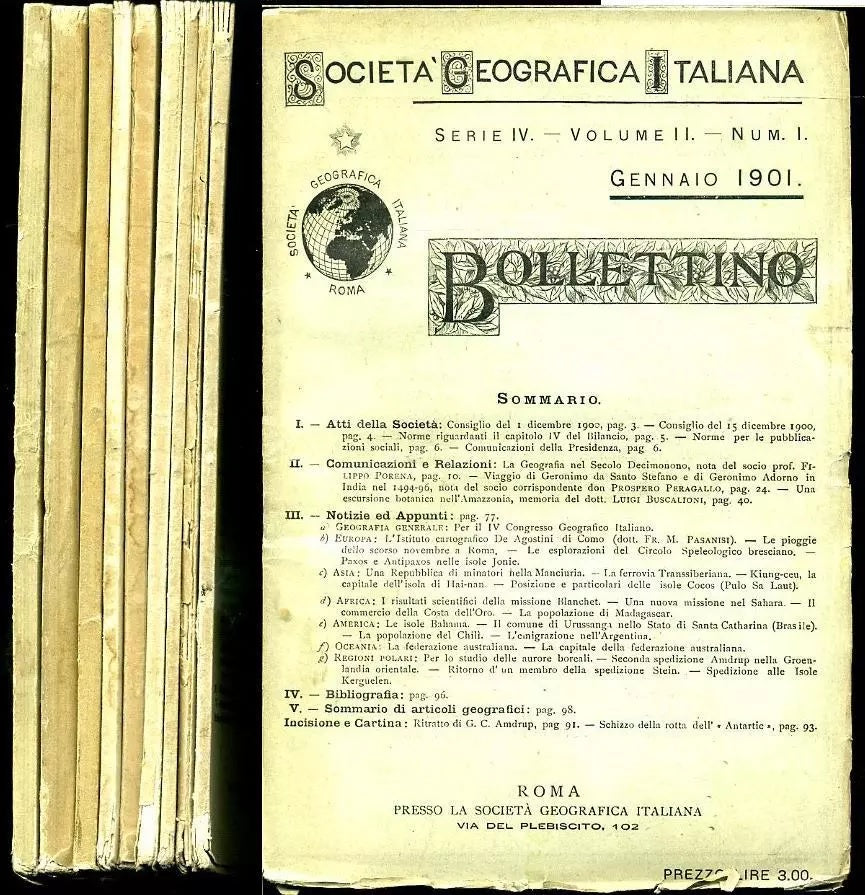 SOCIETÀ GEOGRAFICA ITALIANA
SERIE IV. — VOLUME II. — NUM. I.
GENNAIO 1901.
SOCIETÀ GEOGRAFICA ITALIANA
ROMA
BOLLETTINO
SOMMARIO.
I. — Atti della Società: Consiglio del 1 dicembre 1900, pag. 3. — Consiglio del 15 dicembre 1900,
pag. 4. — Norme riguardanti il capitolo IV del Bilancio, pag. 5. — Norme per le pubblica-
zioni sociali, pag. 6. — Comunicazioni della Presidenza, pag 6.
II. — Comunicazioni e Relazioni: La Geografia nel Secolo Decimonono, nota del socio prof. FI-
LIPPO PORENA, pag. 10. — Viaggio di Geronimo da Santo Stefano e di Geronimo Adorno in
India nel 1494-96, nota del socio corrispondente don PROSPERO PERAGALLO, pag. 24. — Una
escursione botanica nell'Amazzonia, memoria del dott. LUIGI BUSCALIONI, pag. 40.
III. — Notizie ed Appunti: pag. 77.
a) GEOGRAFIA GENERALE: Per il IV Congresso Geografico Italiano.
b) EUROPA: L'Istituto cartografico De Agostini di Como (dott. FR. M. PASANISI). — Le pioggie
dello scorso novembre a Roma. — Le esplorazioni del Circolo Speleologico bresciano. —
Paxos e Antipaxos nelle isole Jonie.
c) ASIA: Una Repubblica di minatori nella Manciuria. — La ferrovia Transsiberiana. — Kiung-ceu, la
capitale dell'isola di Hai-nan. — Posizione e particolari delle isole Cocos (Pulo Sa Laut).
d) AFRICA: I risultati scientifici della missione Blanchet. — Una nuova missione nel Sahara. — Il
commercio della Costa dell'Oro. — La popolazione di Madagascar.
e) AMERICA: Le isole Bahama. — Il comune di Urussanga nello Stato di Santa Catharina (Brasile).
— La popolazione del Chilì. — L'emigrazione nell'Argentina.
f) OCEANIA: La federazione australiana. — La capitale della federazione australiana.
g) REGIONI POLARI: Per lo studio delle aurore boreali. — Seconda spedizione Amdrup nella Groen-
landia orientale. — Ritorno d'un membro della spedizione Stein. — Spedizione alle Isole
Kerguelen.
IV. — Bibliografia: pag. 96.
V. — Sommario di articoli geografici: pag. 98.
Incisione e Cartina: Ritratto di G. C. Amdrup, pag 91. — Schizzo della rotta dell' « Antartic », pag. 93.
ROMA
PRESSO LA SOCIETÀ GEOGRAFICA ITALIANA
VIA DEL PLEBISCITO, 102
PREZZO LIRE 3.00.